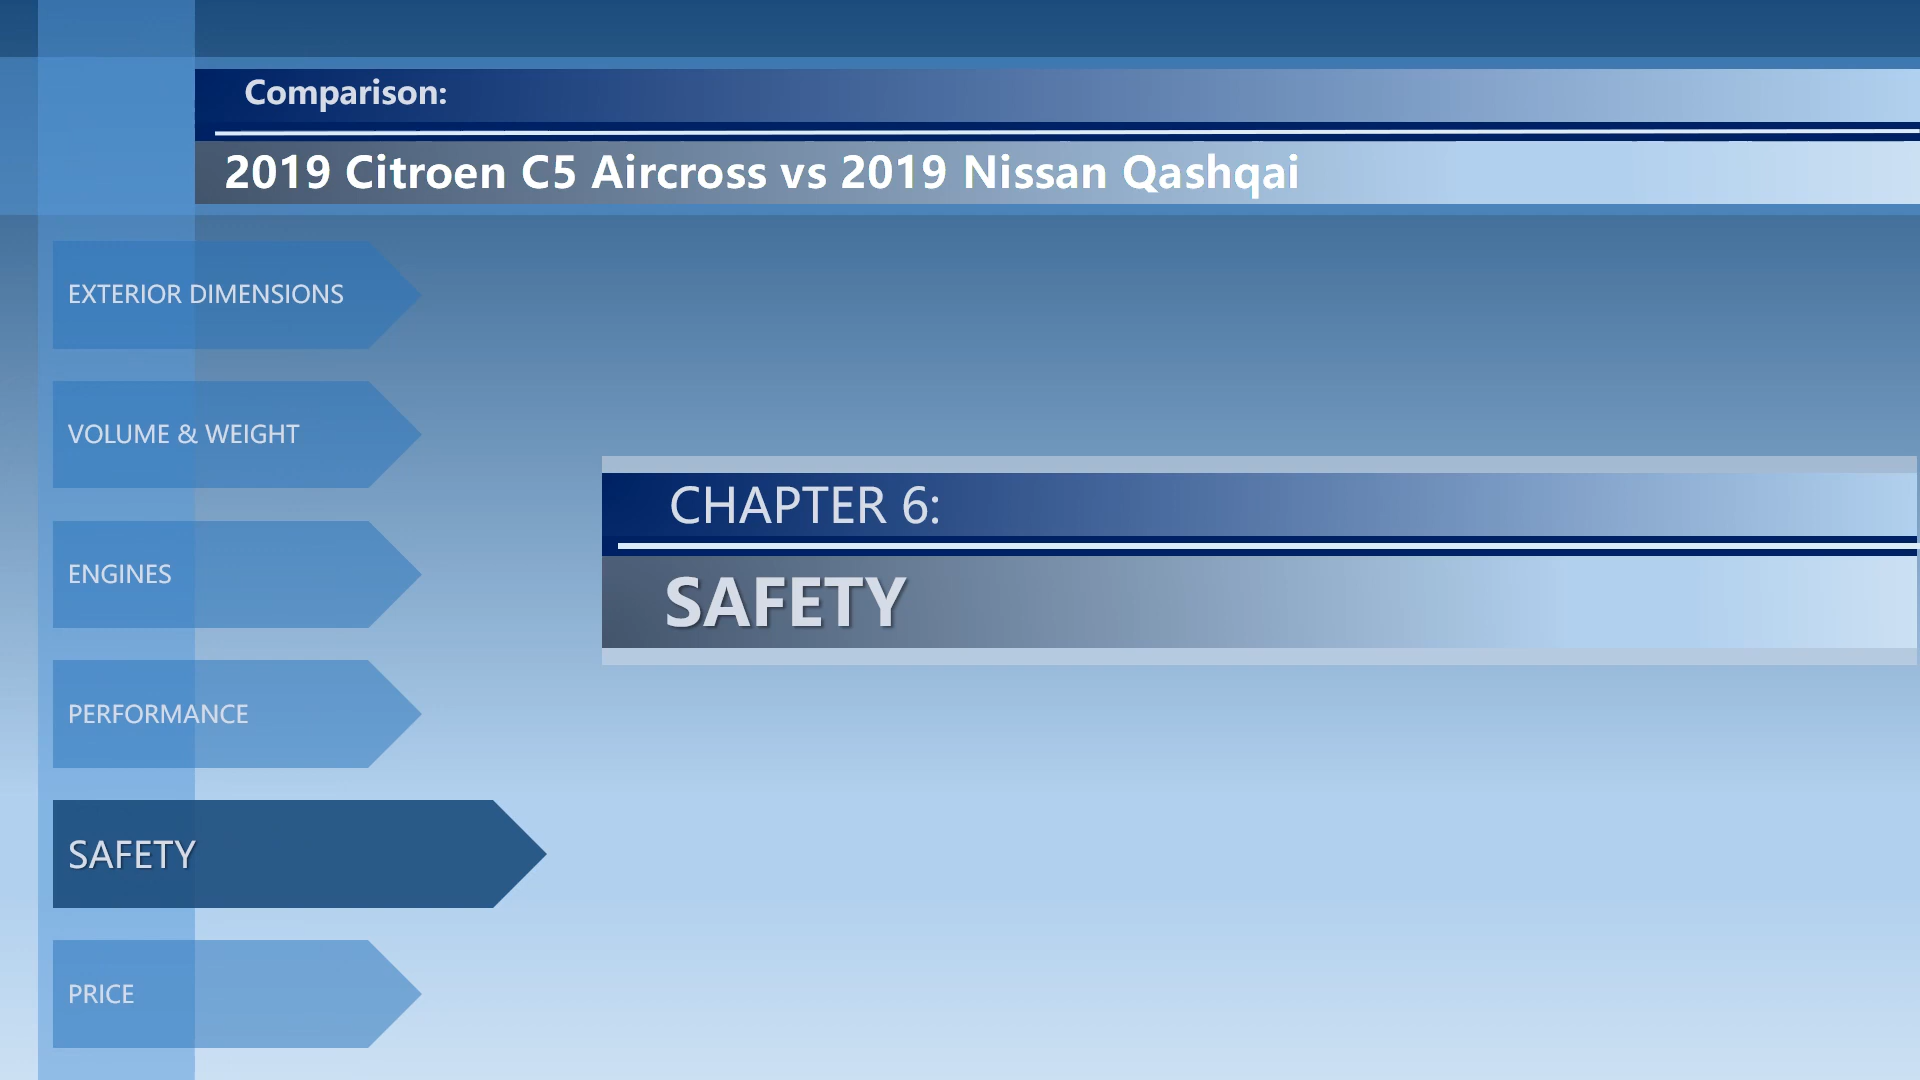 Comparison:
2019 Citroen C5 Aircross vs 2019 Nissan Qashqai
EXTERIOR DIMENSIONS
VOLUME & WEIGHT
ENGINES
PERFORMANCE
SAFETY
PRICE
CHAPTER 6:
SAFETY